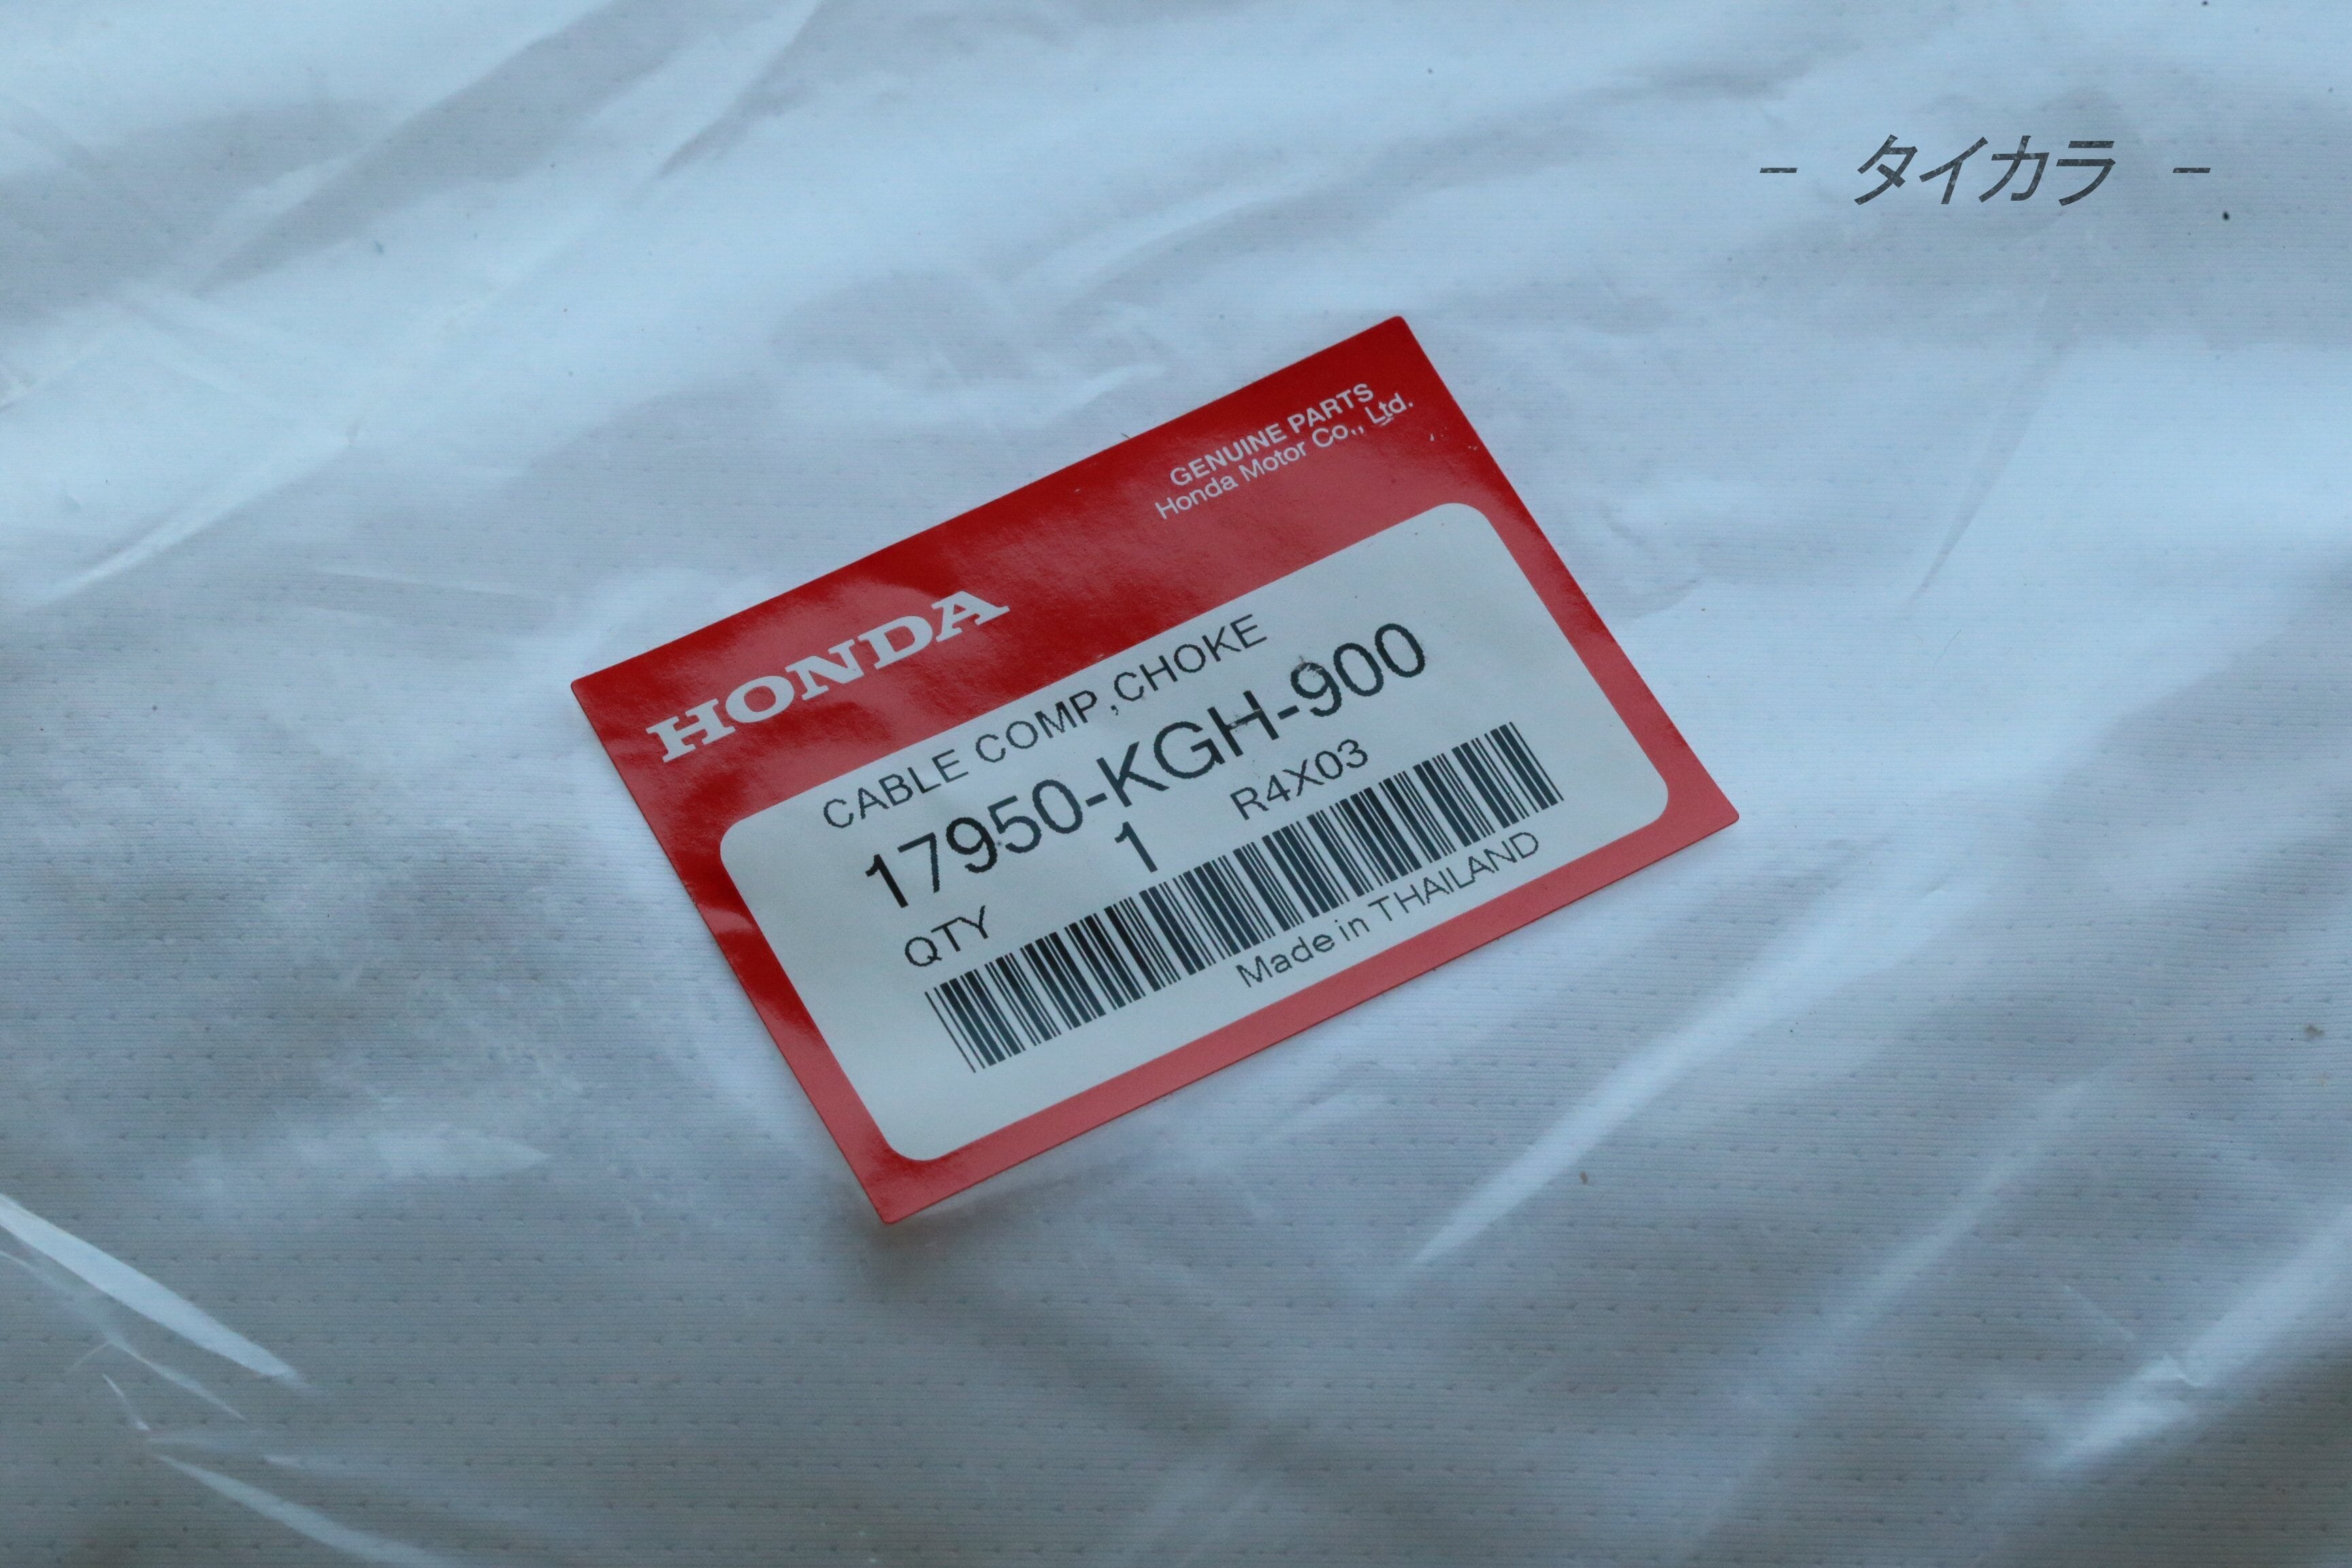 - タイカラ -
GENUINE PARTS
Honda Motor Co., Ltd.
HONDA
CABLE COMP,CHOKE
17950-KGH-900
QTY 1 R4X03
Made in THAILAND